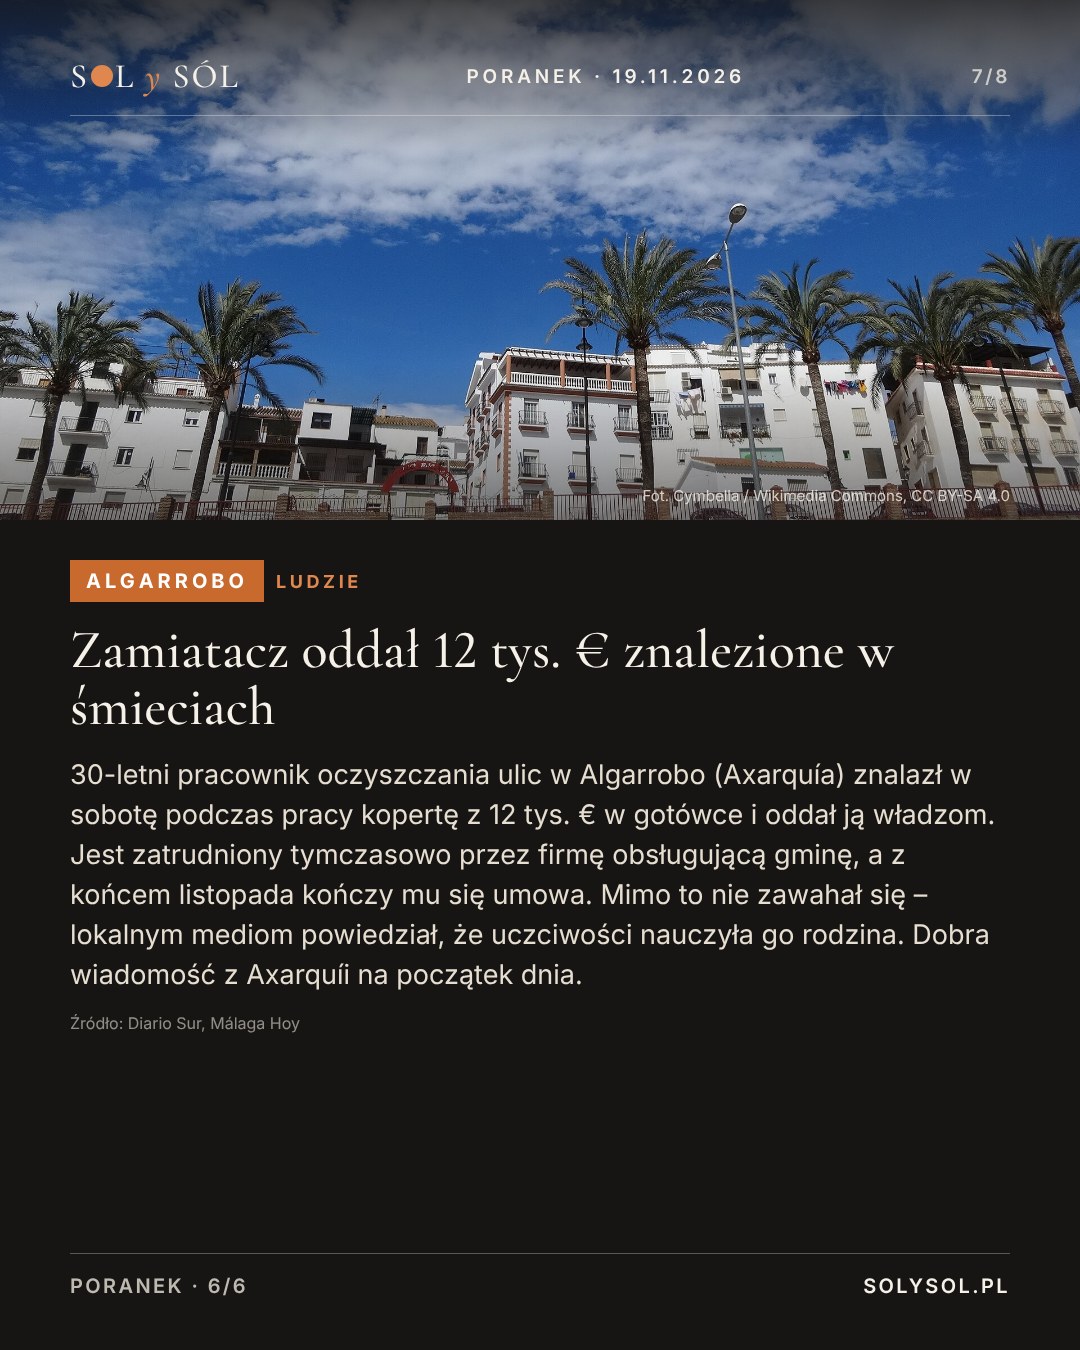 SOL y SÓL
PORANEK · 19.11.2026
7/8
Fot. Cymbella / Wikimedia Commons, CC BY-SA 4.0
ALGARROBO
LUDZIE
Zamiatacz oddał 12 tys. € znalezione w
śmieciach
30-letni pracownik oczyszczania ulic w Algarrobo (Axarquía) znalazł w
sobotę podczas pracy kopertę z 12 tys. € w gotówce i oddał ją władzom.
Jest zatrudniony tymczasowo przez firmę obsługującą gminę, a z
końcem listopada kończy mu się umowa. Mimo to nie zawahał się –
lokalnym mediom powiedział, że uczciwości nauczyła go rodzina. Dobra
wiadomość z Axarquíi na początek dnia.
Źródło: Diario Sur, Málaga Hoy
PORANEK · 6/6
SOLYSOL.PL